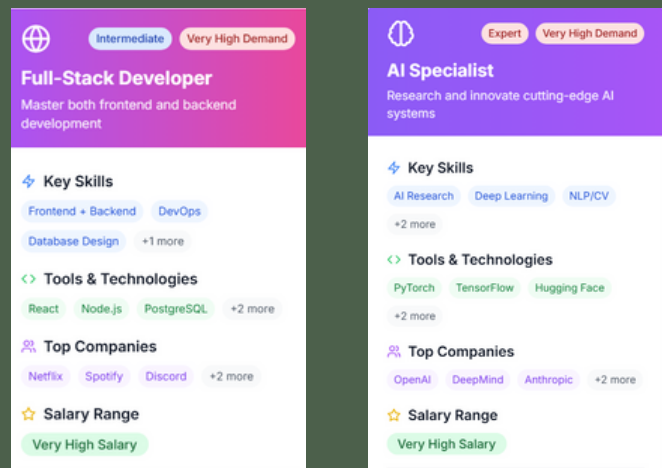 Intermediate Very High Demand
Full-Stack Developer
Master both frontend and backend
development
Key Skills
Frontend + Backend DevOps
Database Design +1 more
Tools & Technologies
React Node.js PostgreSQL +2 more
Top Companies
Netflix Spotify Discord +2 more
Salary Range
Very High Salary
Expert Very High Demand
AI Specialist
Research and innovate cutting-edge AI
systems
Key Skills
AI Research Deep Learning NLP/CV
+2 more
Tools & Technologies
PyTorch TensorFlow Hugging Face
+2 more
Top Companies
OpenAI DeepMind Anthropic +2 more
Salary Range
Very High Salary